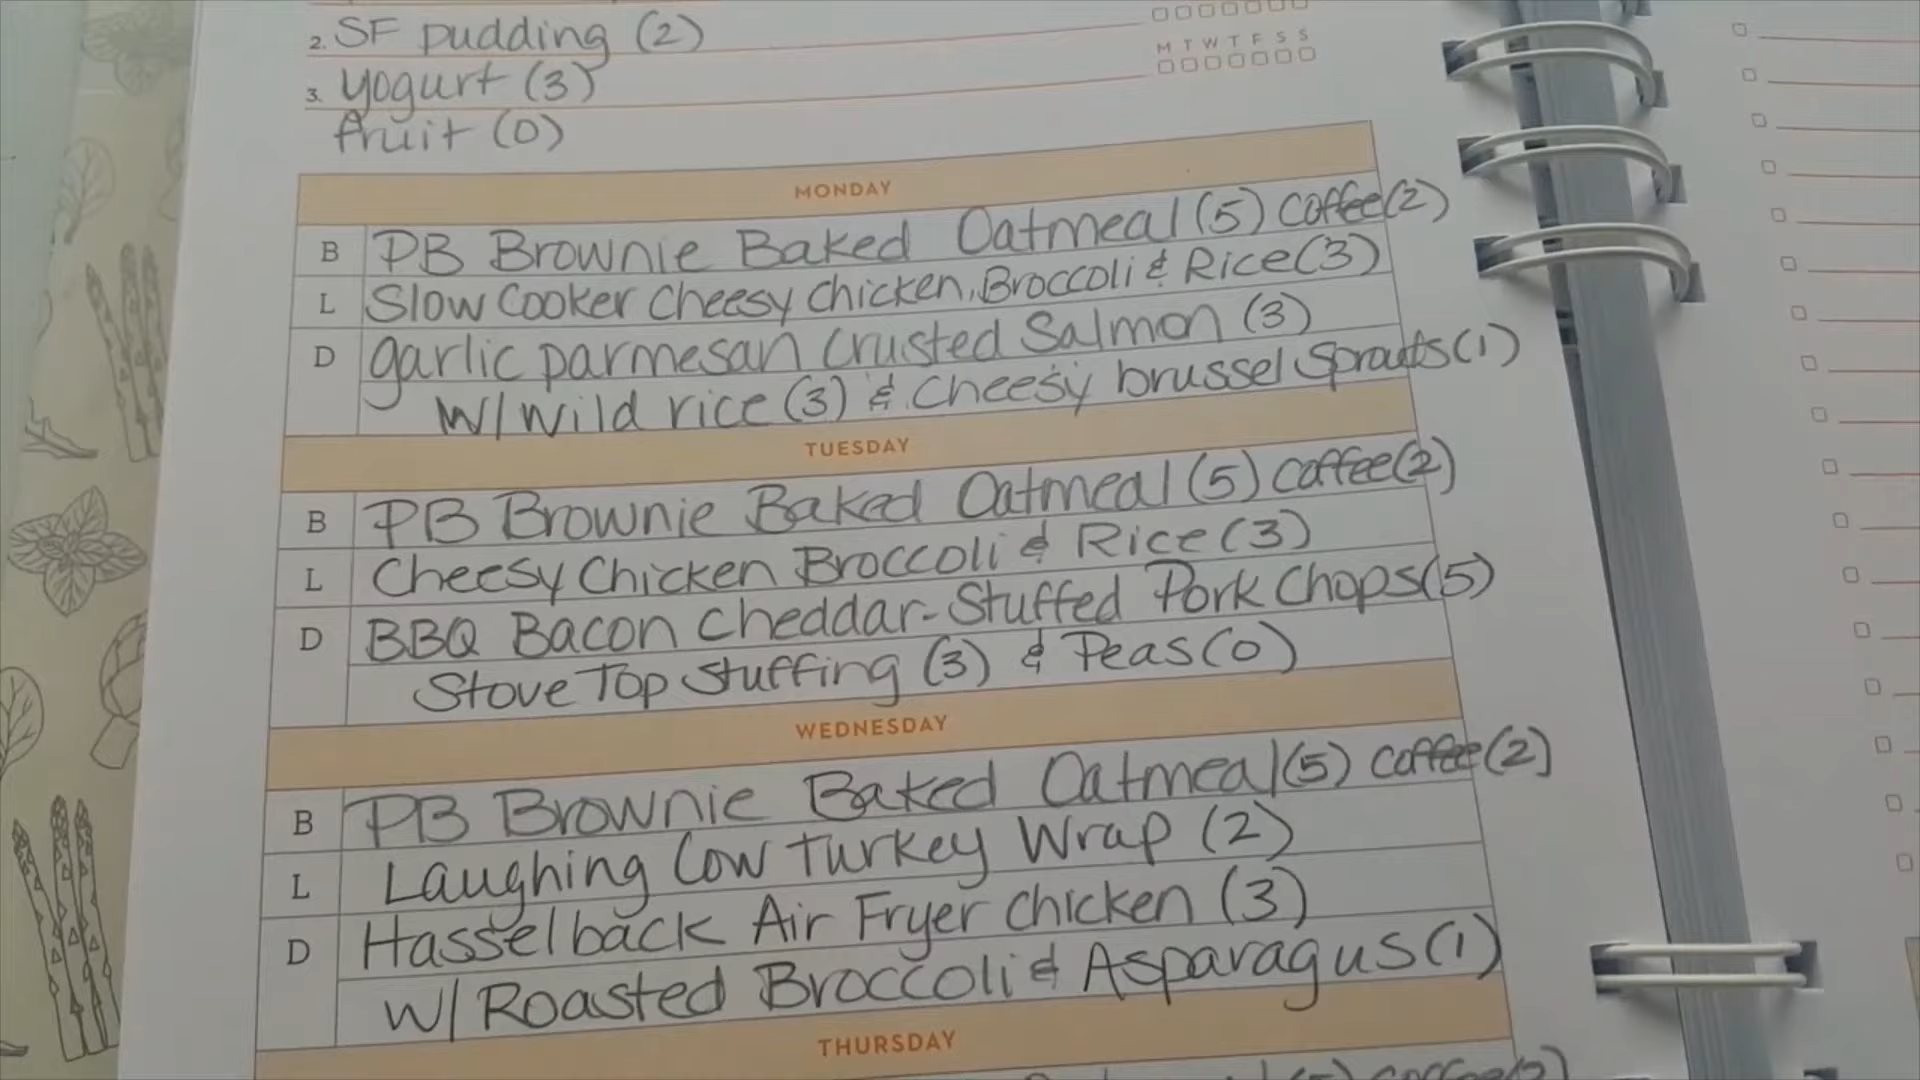 2. SF pudding (2)
M T W T F S S
3. Yogurt (3)
fruit (0)
MONDAY
B PB Brownie Baked Oatmeal (5) coffee (2)
L Slow Cooker Cheesy Chicken, Broccoli & Rice (3)
D garlic parmesan crusted Salmon (3)
W/ Wild rice (3) & Cheesy brussel Sprouts (1)
TUESDAY
B PB Brownie Baked Oatmeal (5) coffee (2)
L Cheesy Chicken Broccoli & Rice (3)
D BBQ Bacon Cheddar-Stuffed Pork Chops (5)
Stove Top Stuffing (3) & Peas (0)
WEDNESDAY
B PB Brownie Baked Oatmeal (5) coffee (2)
L Laughing Cow Turkey Wrap (2)
D Hasselback Air Fryer Chicken (3)
W/ Roasted Broccoli & Asparagus (1)
THURSDAY